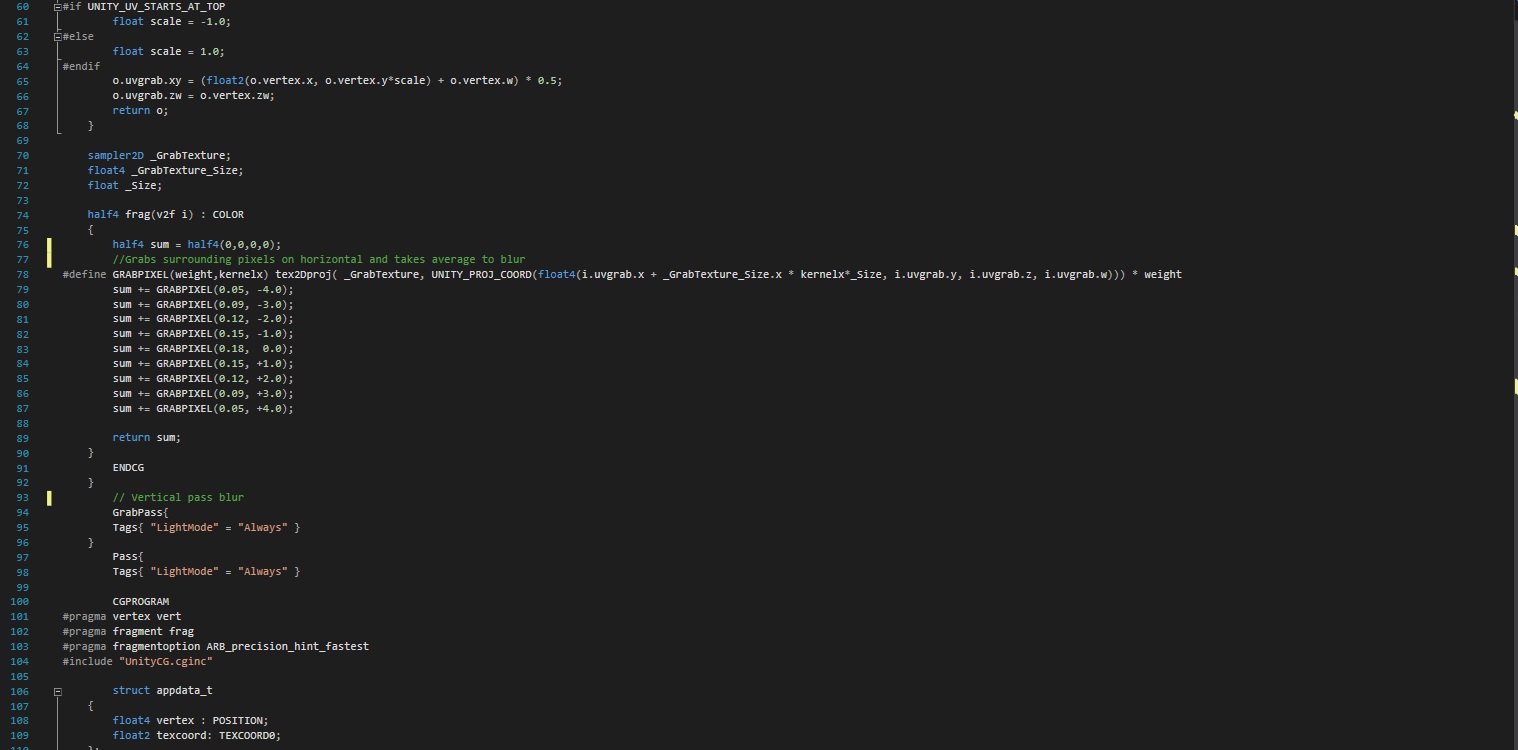 60 #if UNITY_UV_STARTS_AT_TOP
61 float scale = -1.0;
62 #else
63 float scale = 1.0;
64 #endif
65 o.uvgrab.xy = (float2(o.vertex.x, o.vertex.y*scale) + o.vertex.w) * 0.5;
66 o.uvgrab.zw = o.vertex.zw;
67 return o;
68 }
69
70 sampler2D _GrabTexture;
71 float4 _GrabTexture_Size;
72 float _Size;
73
74 half4 frag(v2f i) : COLOR
75 {
76 half4 sum = half4(0,0,0,0);
77 //Grabs surrounding pixels on horizontal and takes average to blur
78 #define GRABPIXEL(weight,kernelx) tex2Dproj( _GrabTexture, UNITY_PROJ_COORD(float4(i.uvgrab.x + _GrabTexture_Size.x * kernelx*_Size, i.uvgrab.y, i.uvgrab.z, i.uvgrab.w))) * weight
79 sum += GRABPIXEL(0.05, -4.0);
80 sum += GRABPIXEL(0.09, -3.0);
81 sum += GRABPIXEL(0.12, -2.0);
82 sum += GRABPIXEL(0.15, -1.0);
83 sum += GRABPIXEL(0.18,  0.0);
84 sum += GRABPIXEL(0.15, +1.0);
85 sum += GRABPIXEL(0.12, +2.0);
86 sum += GRABPIXEL(0.09, +3.0);
87 sum += GRABPIXEL(0.05, +4.0);
88
89 return sum;
90 }
91 ENDCG
92 }
93 // Vertical pass blur
94 GrabPass{
95 Tags{ "LightMode" = "Always" }
96 }
97 Pass{
98 Tags{ "LightMode" = "Always" }
99
100 CGPROGRAM
101 #pragma vertex vert
102 #pragma fragment frag
103 #pragma fragmentoption ARB_precision_hint_fastest
104 #include "UnityCG.cginc"
105
106 struct appdata_t
107 {
108 float4 vertex : POSITION;
109 float2 texcoord: TEXCOORD0;
110 };